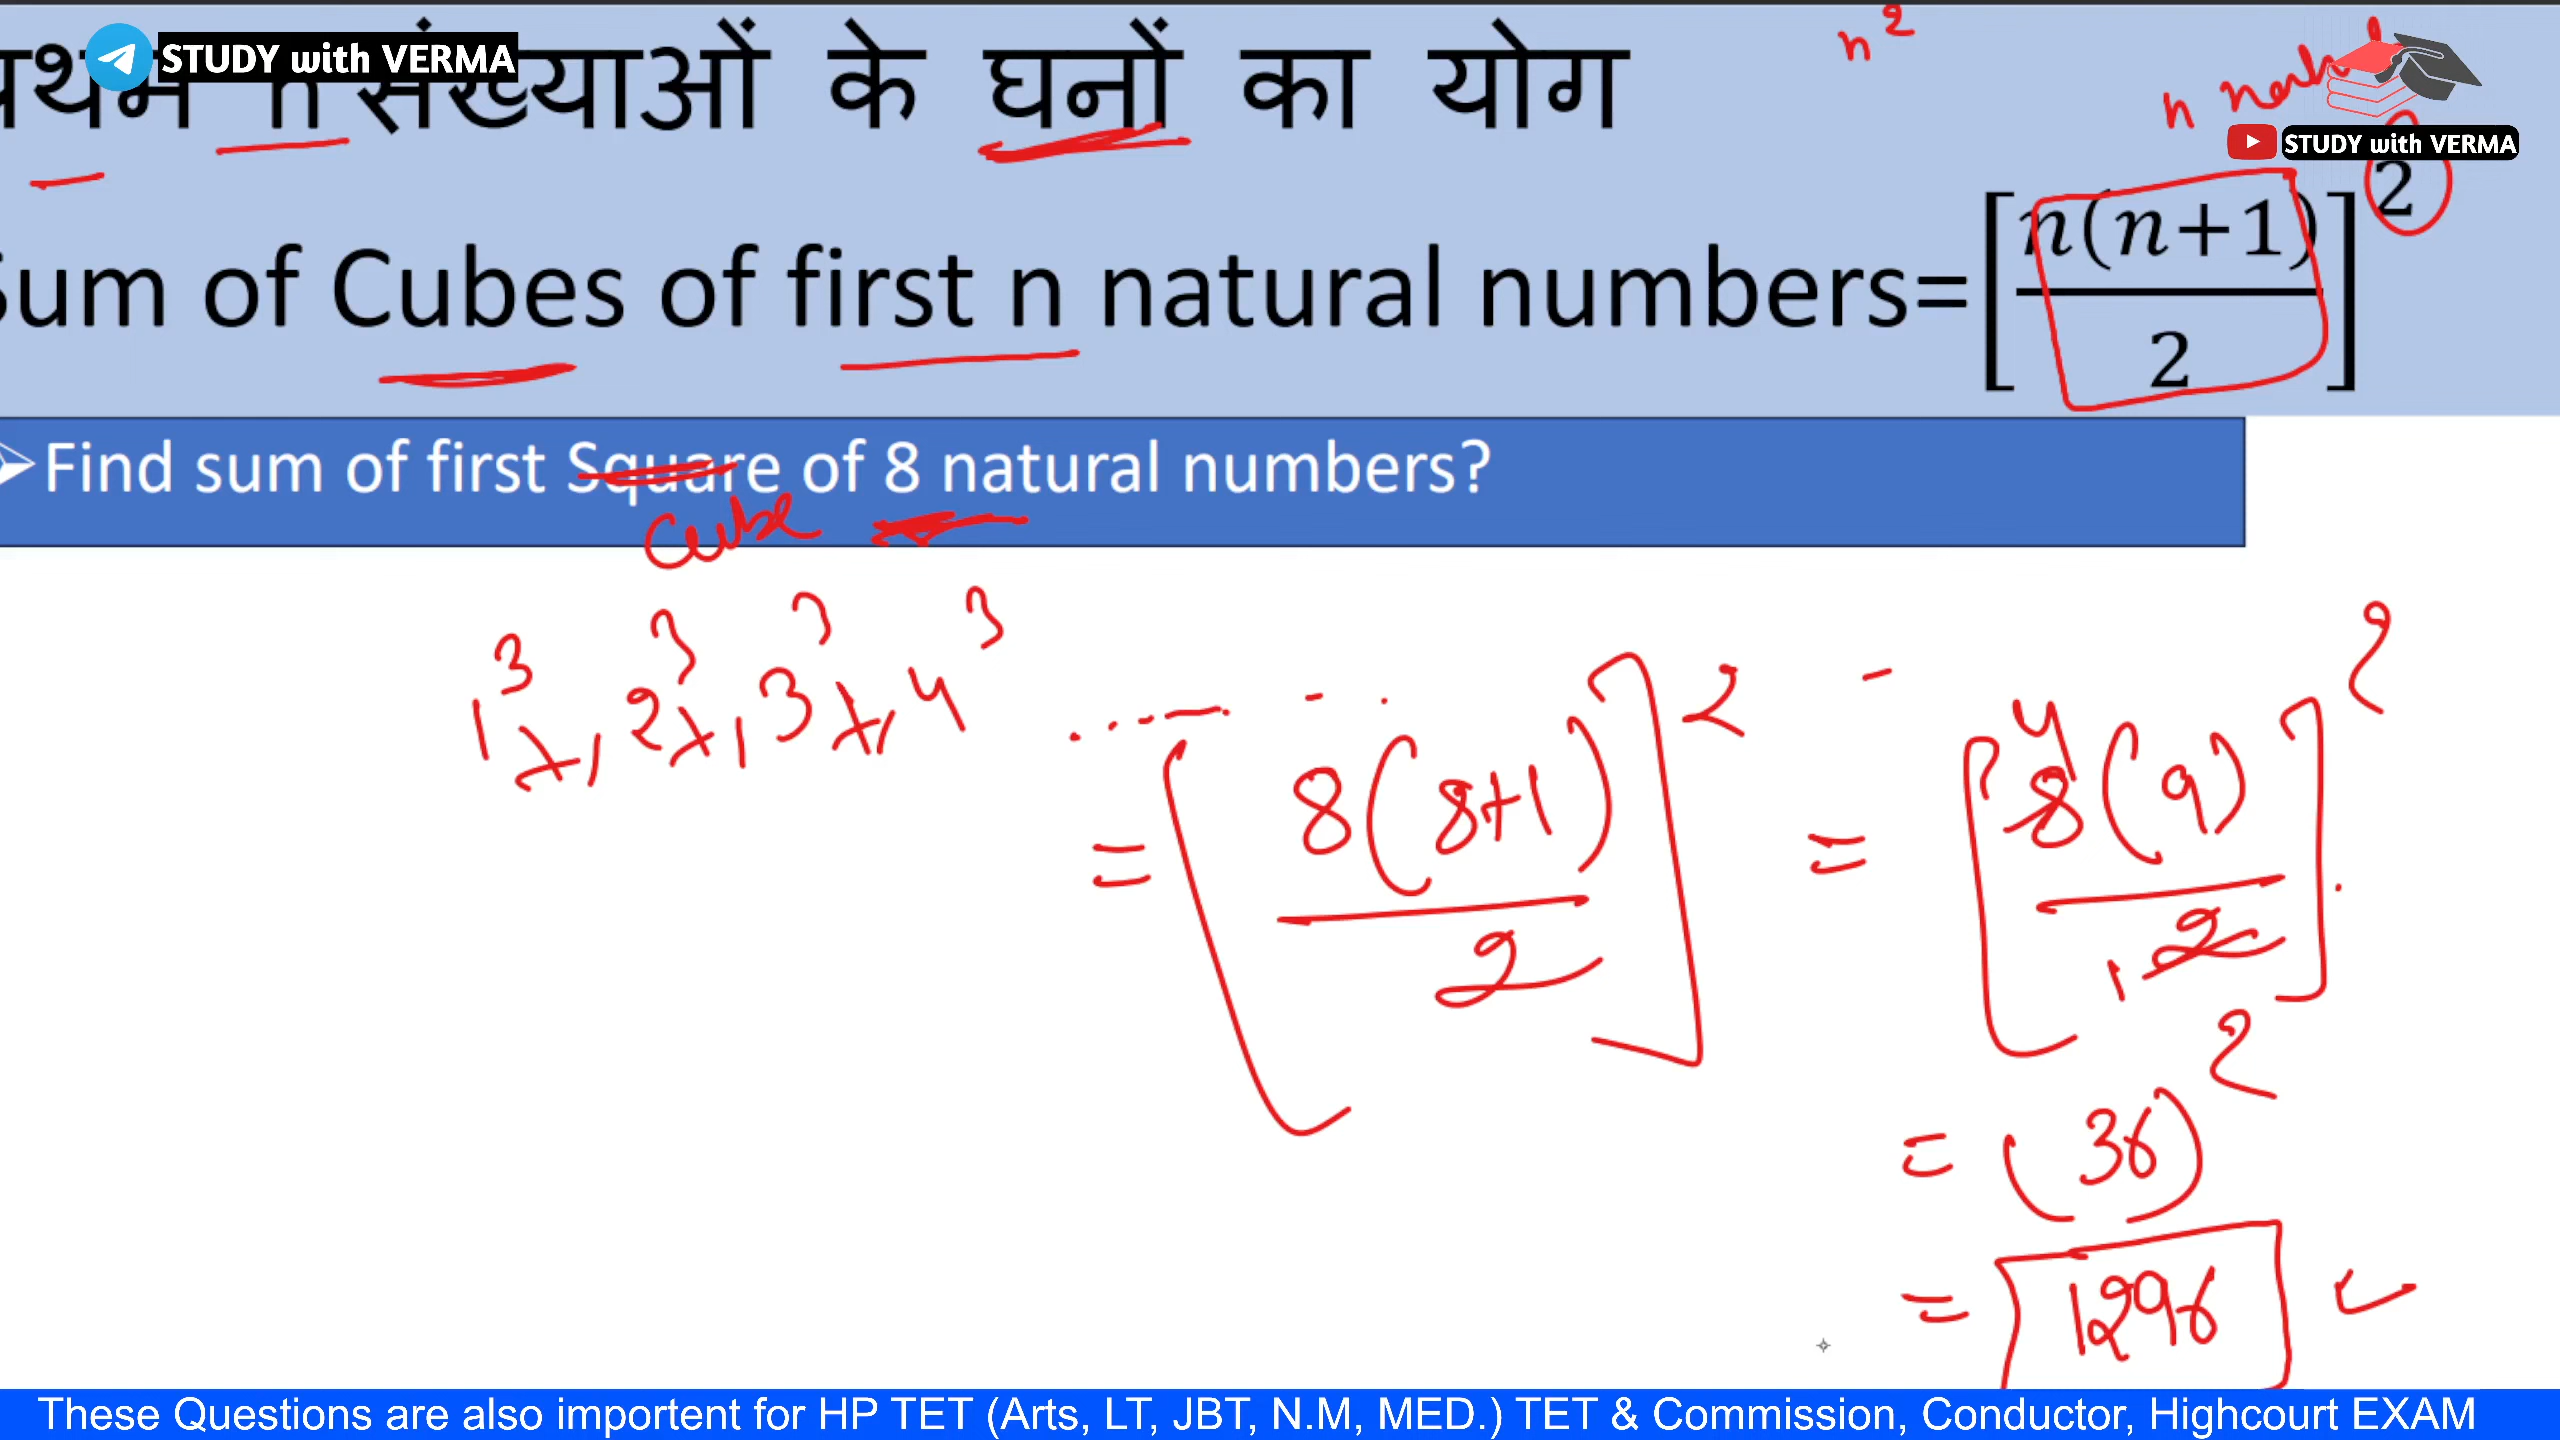 STUDY with VERMA
n संख्याओं के घनों का योग
n²
n
STUDY with VERMA
Sum of Cubes of first n natural numbers=[n(n+1)/2]²
➢Find sum of first Square of 8 natural numbers?
Cube
1³+, 2³+, 3³+, 4³ ......
= [8(8+1)/2]² = [8(9)/2]²
4
1
= (36)²
= 1296
These Questions are also importent for HP TET (Arts, LT, JBT, N.M, MED.) TET & Commission, Conductor, Highcourt EXAM